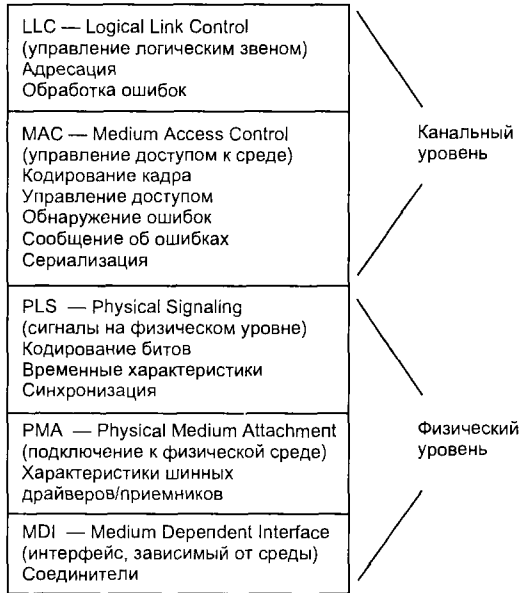 LLC — Logical Link Control
(управление логическим звеном)
Адресация
Обработка ошибок
MAC — Medium Access Control
(управление доступом к среде)
Кодирование кадра
Управление доступом
Обнаружение ошибок
Сообщение об ошибках
Сериализация
Канальный
уровень
PLS — Physical Signaling
(сигналы на физическом уровне)
Кодирование битов
Временные характеристики
Синхронизация
PMA — Physical Medium Attachment
(подключение к физической среде)
Характеристики шинных
драйверов/приемников
MDI — Medium Dependent Interface
(интерфейс, зависимый от среды)
Соединители
Физический
уровень